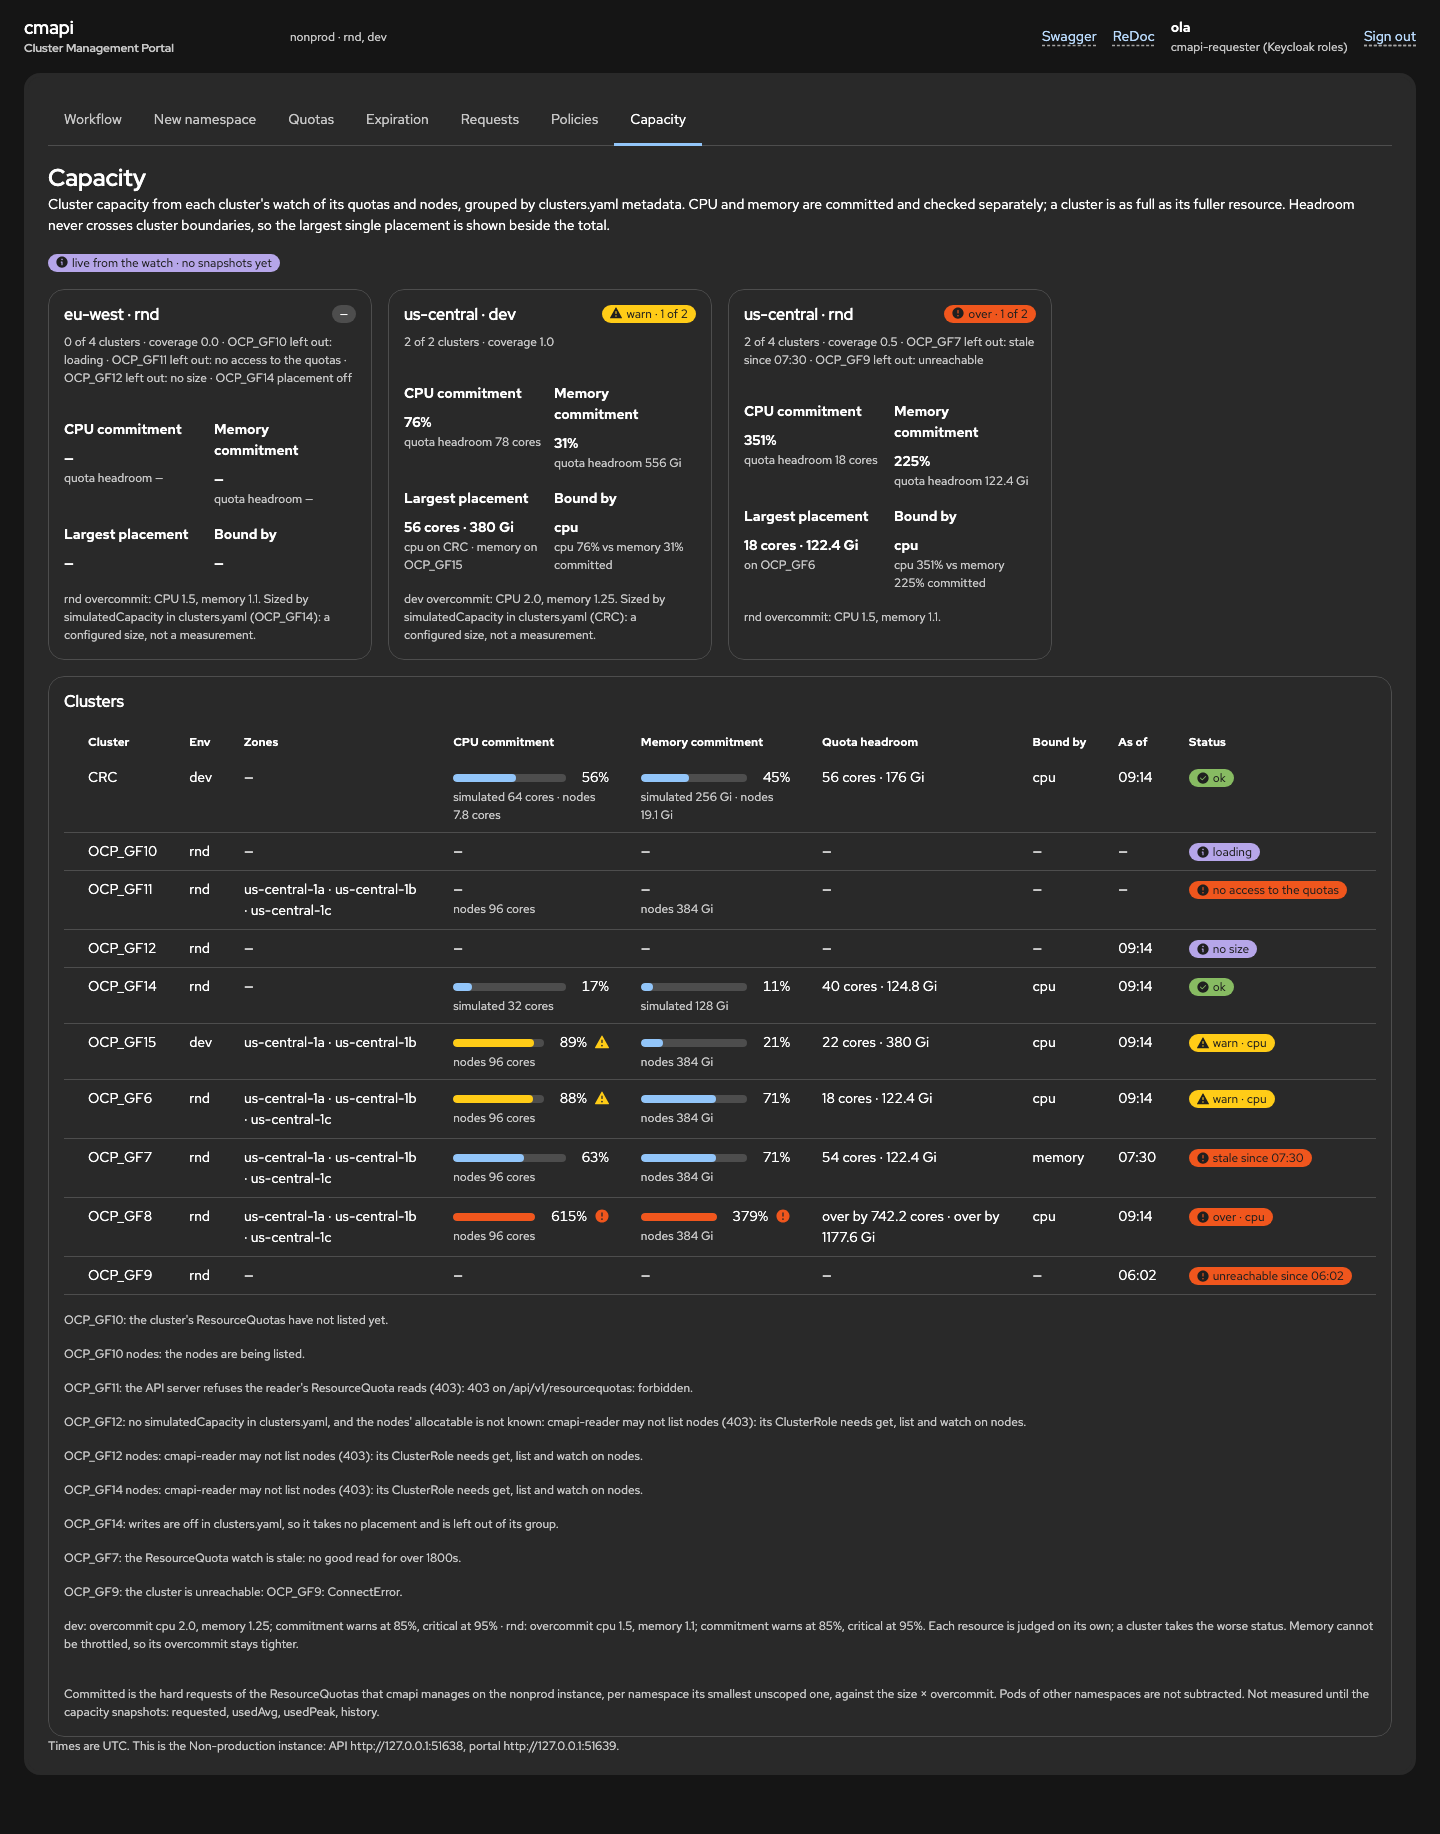 cmapi
Cluster Management Portal
nonprod · rnd, dev
Swagger
ReDoc
ola
cmapi-requester (Keycloak roles)
Sign out
Workflow
New namespace
Quotas
Expiration
Requests
Policies
Capacity
Capacity
Cluster capacity from each cluster's watch of its quotas and nodes, grouped by clusters.yaml metadata. CPU and memory are committed and checked separately; a cluster is as full as its fuller resource. Headroom
never crosses cluster boundaries, so the largest single placement is shown beside the total.
live from the watch · no snapshots yet
eu-west · rnd
—
0 of 4 clusters · coverage 0.0 · OCP_GF10 left out:
loading · OCP_GF11 left out: no access to the quotas ·
OCP_GF12 left out: no size · OCP_GF14 placement off
CPU commitment
—
quota headroom —
Memory
commitment
—
quota headroom —
Largest placement
—
Bound by
—
rnd overcommit: CPU 1.5, memory 1.1. Sized by
simulatedCapacity in clusters.yaml (OCP_GF14): a
configured size, not a measurement.
us-central · dev
warn · 1 of 2
2 of 2 clusters · coverage 1.0
CPU commitment
76%
quota headroom 78 cores
Memory
commitment
31%
quota headroom 556 Gi
Largest placement
56 cores · 380 Gi
cpu on CRC · memory on
OCP_GF15
Bound by
cpu
cpu 76% vs memory 31%
committed
dev overcommit: CPU 2.0, memory 1.25. Sized by
simulatedCapacity in clusters.yaml (CRC): a
configured size, not a measurement.
us-central · rnd
over · 1 of 2
2 of 4 clusters · coverage 0.5 · OCP_GF7 left out: stale
since 07:30 · OCP_GF9 left out: unreachable
CPU commitment
351%
quota headroom 18 cores
Memory
commitment
225%
quota headroom 122.4 Gi
Largest placement
18 cores · 122.4 Gi
on OCP_GF6
Bound by
cpu
cpu 351% vs memory
225% committed
rnd overcommit: CPU 1.5, memory 1.1.
Clusters
Cluster Env Zones CPU commitment Memory commitment Quota headroom Bound by As of Status
CRC dev — 56% 45% 56 cores · 176 Gi cpu 09:14 ok
simulated 64 cores · nodes simulated 256 Gi · nodes
7.8 cores 19.1 Gi
OCP_GF10 rnd — — — — — — loading
OCP_GF11 rnd us-central-1a · us-central-1b — — — — — no access to the quotas
· us-central-1c nodes 96 cores nodes 384 Gi
OCP_GF12 rnd — — — — — 09:14 no size
OCP_GF14 rnd — 17% 11% 40 cores · 124.8 Gi cpu 09:14 ok
simulated 32 cores simulated 128 Gi
OCP_GF15 dev us-central-1a · us-central-1b 89% 21% 22 cores · 380 Gi cpu 09:14 warn · cpu
nodes 96 cores nodes 384 Gi
OCP_GF6 rnd us-central-1a · us-central-1b 88% 71% 18 cores · 122.4 Gi cpu 09:14 warn · cpu
· us-central-1c nodes 96 cores nodes 384 Gi
OCP_GF7 rnd us-central-1a · us-central-1b 63% 71% 54 cores · 122.4 Gi memory 07:30 stale since 07:30
· us-central-1c nodes 96 cores nodes 384 Gi
OCP_GF8 rnd us-central-1a · us-central-1b 615% 379% over by 742.2 cores · over by cpu 09:14 over · cpu
· us-central-1c nodes 96 cores nodes 384 Gi 1177.6 Gi
OCP_GF9 rnd — — — — — 06:02 unreachable since 06:02
OCP_GF10: the cluster's ResourceQuotas have not listed yet.
OCP_GF10 nodes: the nodes are being listed.
OCP_GF11: the API server refuses the reader's ResourceQuota reads (403): 403 on /api/v1/resourcequotas: forbidden.
OCP_GF12: no simulatedCapacity in clusters.yaml, and the nodes' allocatable is not known: cmapi-reader may not list nodes (403): its ClusterRole needs get, list and watch on nodes.
OCP_GF12 nodes: cmapi-reader may not list nodes (403): its ClusterRole needs get, list and watch on nodes.
OCP_GF14 nodes: cmapi-reader may not list nodes (403): its ClusterRole needs get, list and watch on nodes.
OCP_GF14: writes are off in clusters.yaml, so it takes no placement and is left out of its group.
OCP_GF7: the ResourceQuota watch is stale: no good read for over 1800s.
OCP_GF9: the cluster is unreachable: OCP_GF9: ConnectError.
dev: overcommit cpu 2.0, memory 1.25; commitment warns at 85%, critical at 95% · rnd: overcommit cpu 1.5, memory 1.1; commitment warns at 85%, critical at 95%. Each resource is judged on its own; a cluster takes the worse status. Memory cannot
be throttled, so its overcommit stays tighter.
Committed is the hard requests of the ResourceQuotas that cmapi manages on the nonprod instance, per namespace its smallest unscoped one, against the size × overcommit. Pods of other namespaces are not subtracted. Not measured until the
capacity snapshots: requested, usedAvg, usedPeak, history.
Times are UTC. This is the Non-production instance: API http://127.0.0.1:51638, portal http://127.0.0.1:51639.